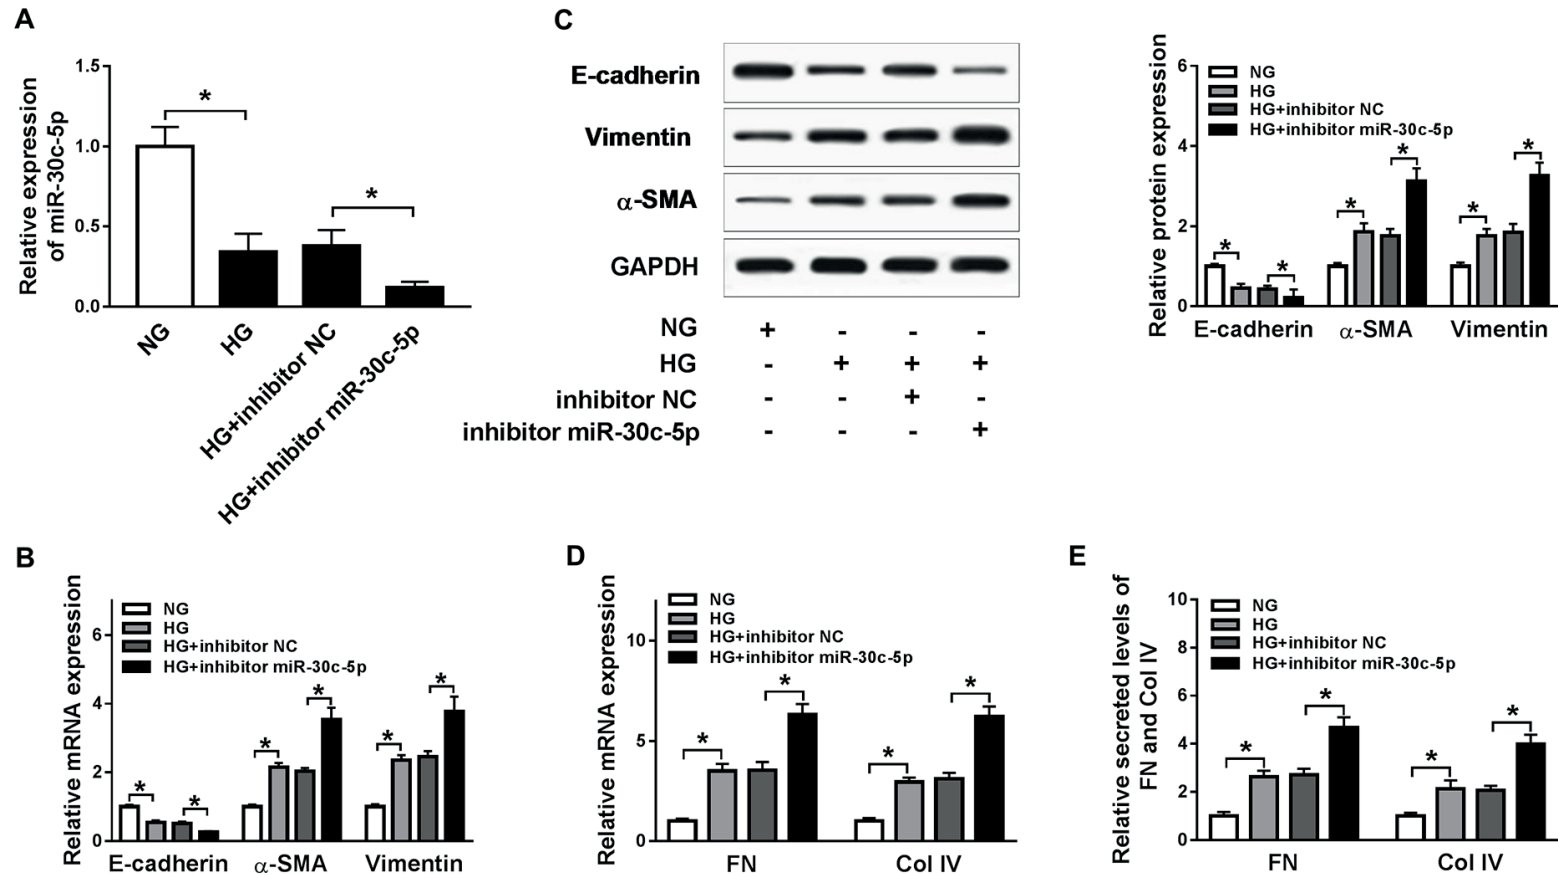 A
Relative expression
of miR-30c-5p
1.5
1.0
0.5
0.0
*
*
NG
HG
HG+inhibitor NC
HG+inhibitor miR-30c-5p
C
E-cadherin
Vimentin
α-SMA
GAPDH
NG + - - -
HG - + + +
inhibitor NC - - + -
inhibitor miR-30c-5p - - - +
Relative protein expression
6
4
2
0
NG
HG
HG+inhibitor NC
HG+inhibitor miR-30c-5p
* * * * * *
E-cadherin α-SMA Vimentin
B
Relative mRNA expression
6
4
2
0
NG
HG
HG+inhibitor NC
HG+inhibitor miR-30c-5p
* * * * * *
E-cadherin α-SMA Vimentin
D
Relative mRNA expression
10
5
0
NG
HG
HG+inhibitor NC
HG+inhibitor miR-30c-5p
* * * *
FN Col IV
E
Relative secreted levels of
FN and Col IV
10
8
6
4
2
0
NG
HG
HG+inhibitor NC
HG+inhibitor miR-30c-5p
* * * *
FN Col IV